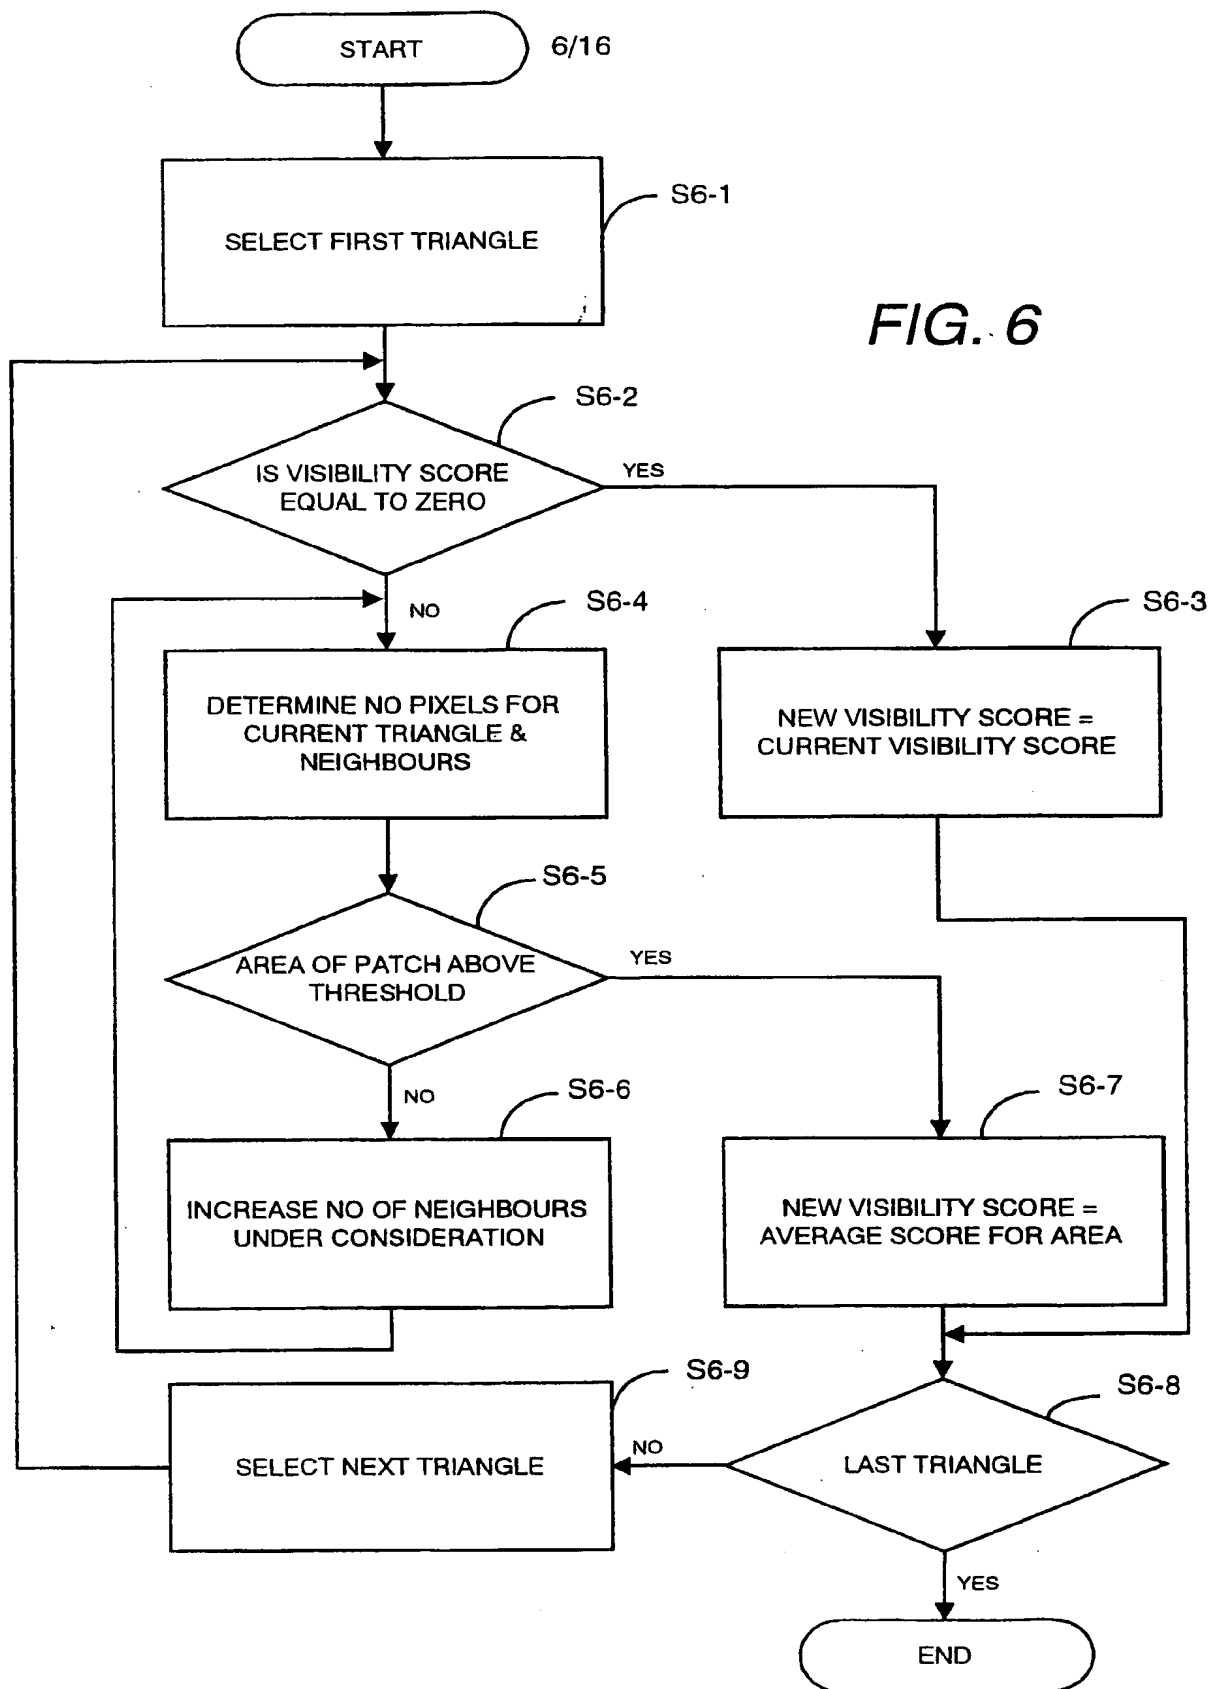 START
6/16
S6-1
SELECT FIRST TRIANGLE
FIG. 6
S6-2
IS VISIBILITY SCORE
EQUAL TO ZERO
YES
NO
S6-4
S6-3
DETERMINE NO PIXELS FOR
CURRENT TRIANGLE &
NEIGHBOURS
NEW VISIBILITY SCORE =
CURRENT VISIBILITY SCORE
S6-5
AREA OF PATCH ABOVE
THRESHOLD
YES
NO
S6-6
S6-7
INCREASE NO OF NEIGHBOURS
UNDER CONSIDERATION
NEW VISIBILITY SCORE =
AVERAGE SCORE FOR AREA
S6-9
S6-8
SELECT NEXT TRIANGLE
NO
LAST TRIANGLE
YES
END